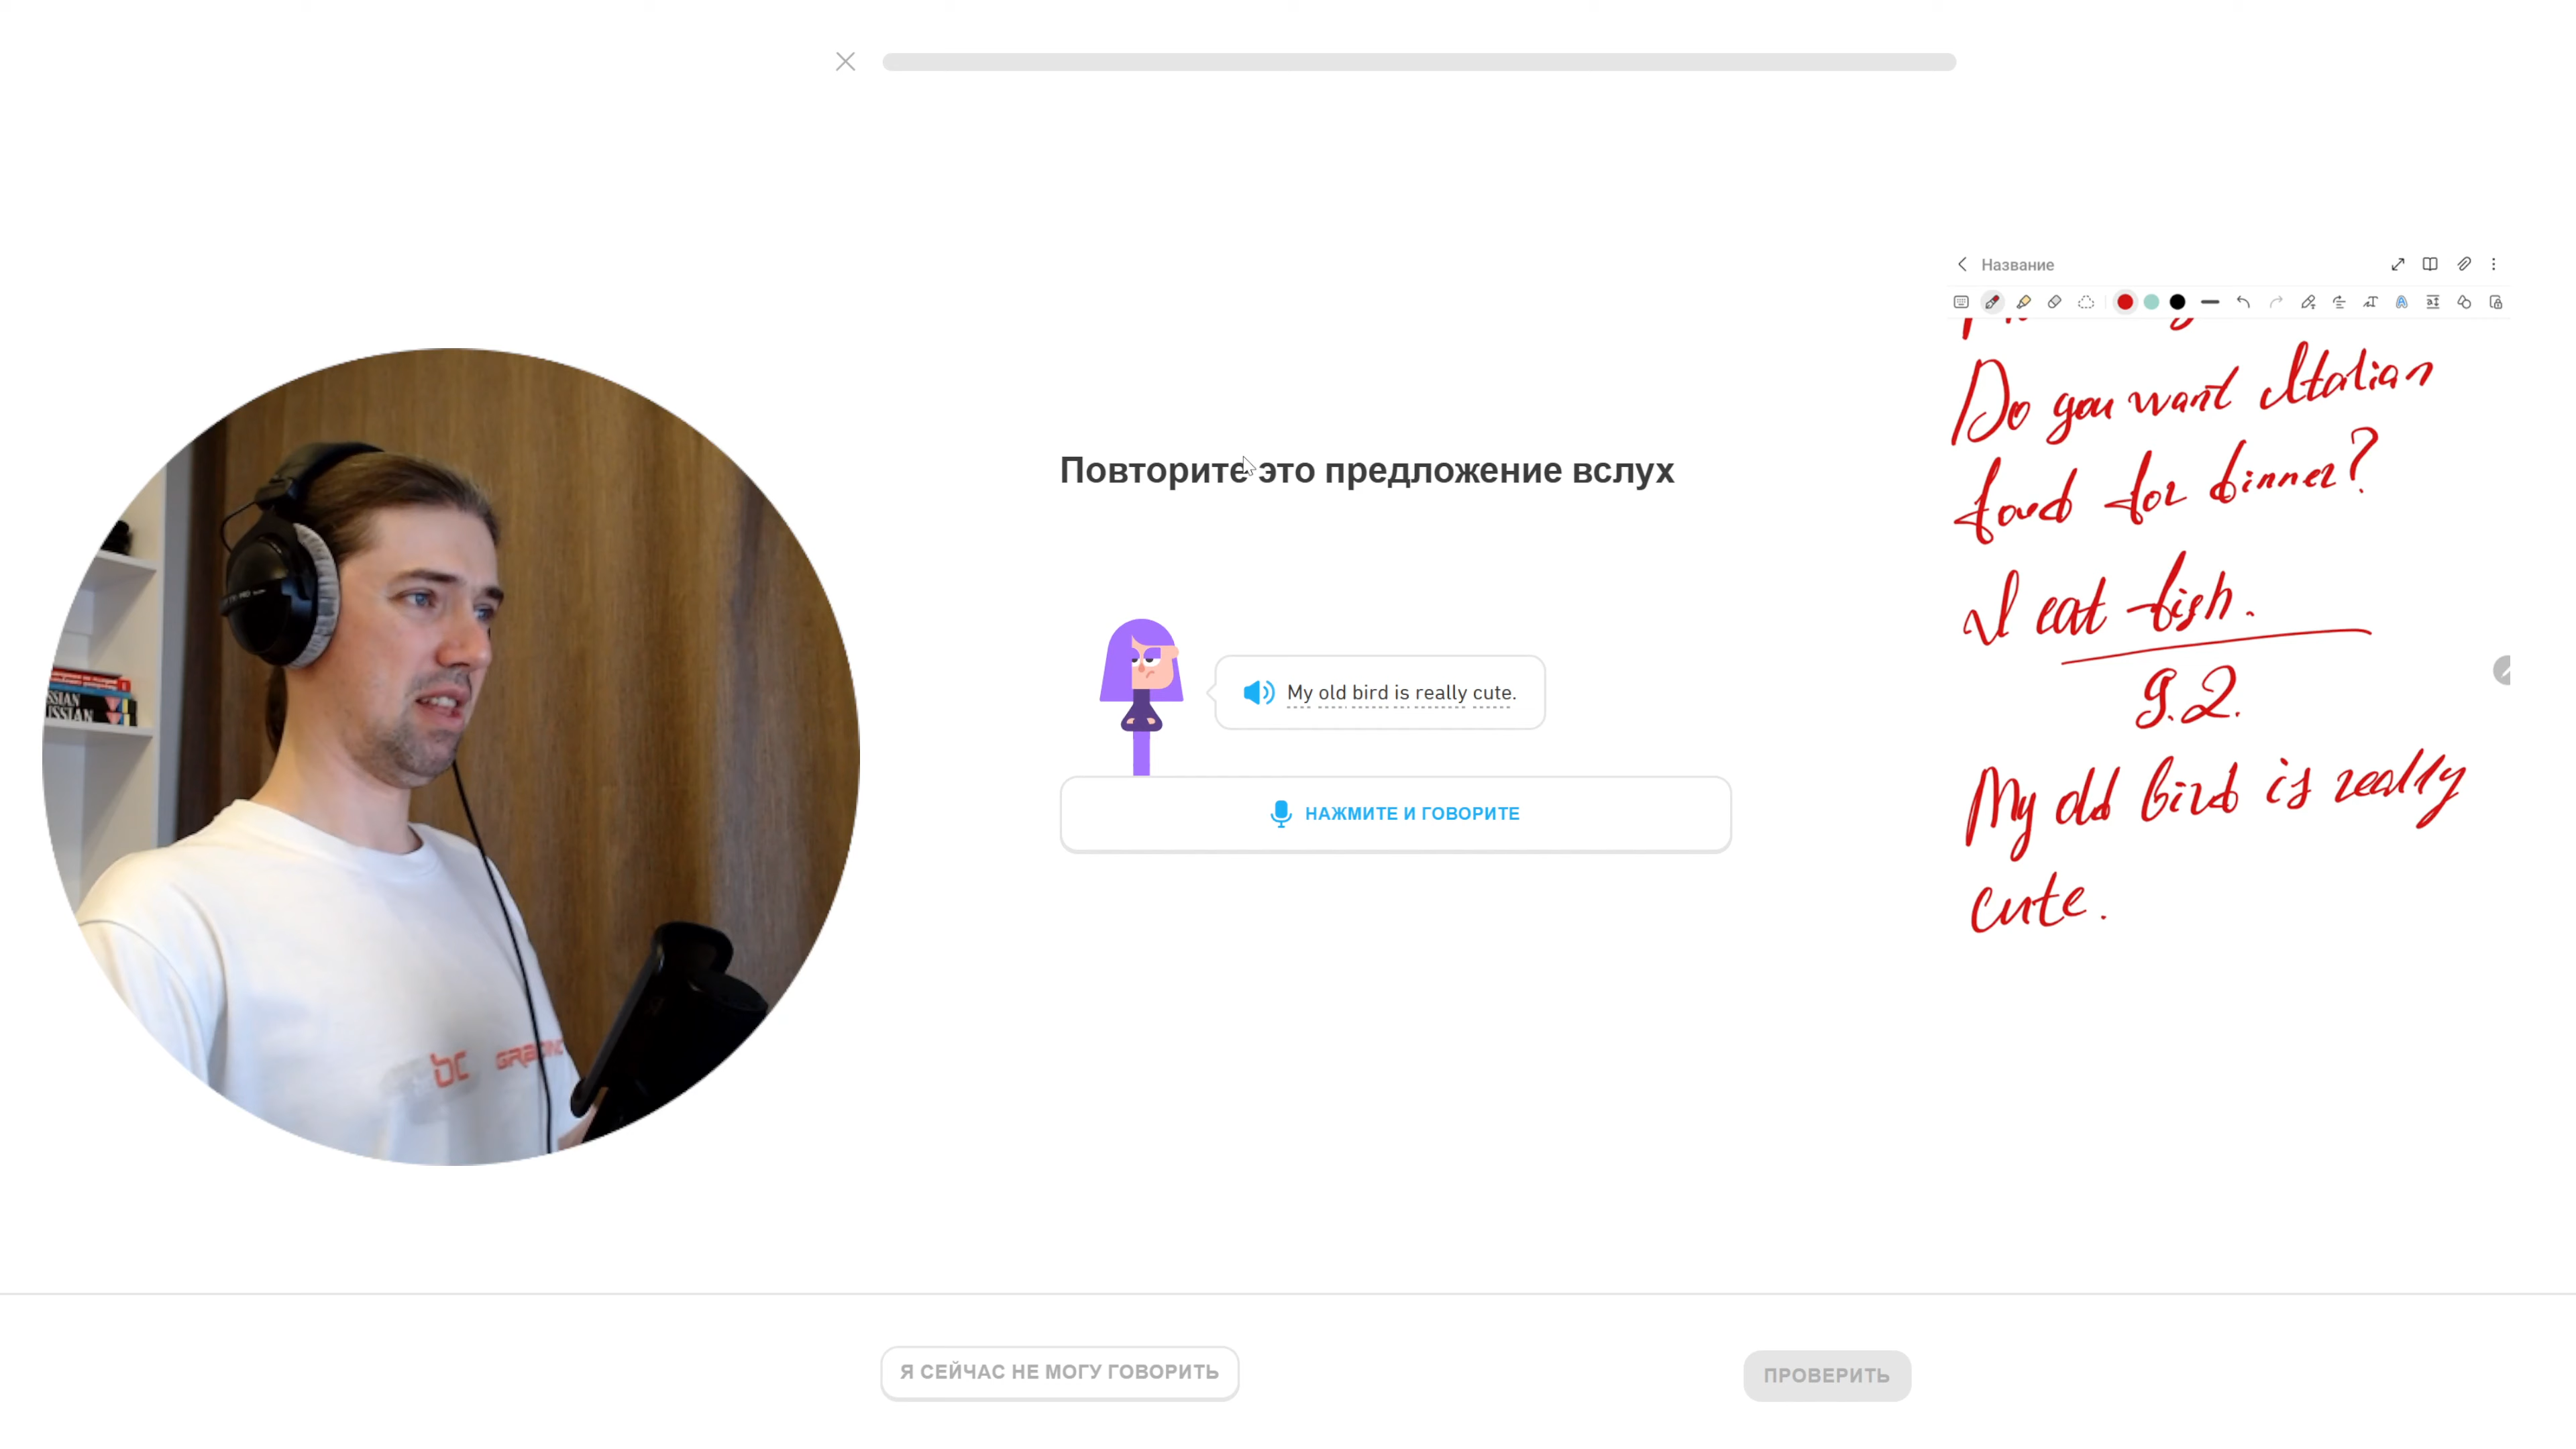 Повторите это предложение вслух
My old bird is really cute.
НАЖМИТЕ И ГОВОРИТЕ
Я СЕЙЧАС НЕ МОГУ ГОВОРИТЬ
ПРОВЕРИТЬ
Название
Do you want Italian
food for dinner?
I eat fish.
9.2.
My old bird is really
cute.